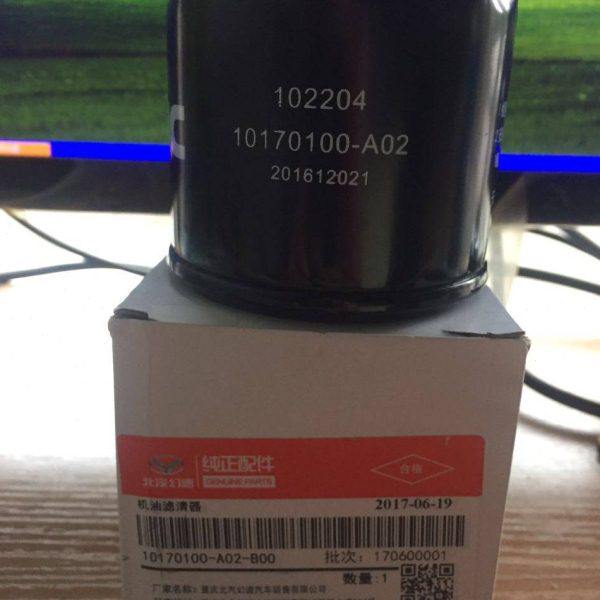 102204
10170100-A02
201612021
北汽幻速
纯正配件
GENUINE PARTS
合格
机油滤清器
2017-06-19
10170100-A02-B00
批次：170600001
数量：1
厂家名称：重庆北汽幻速汽车销售有限公司